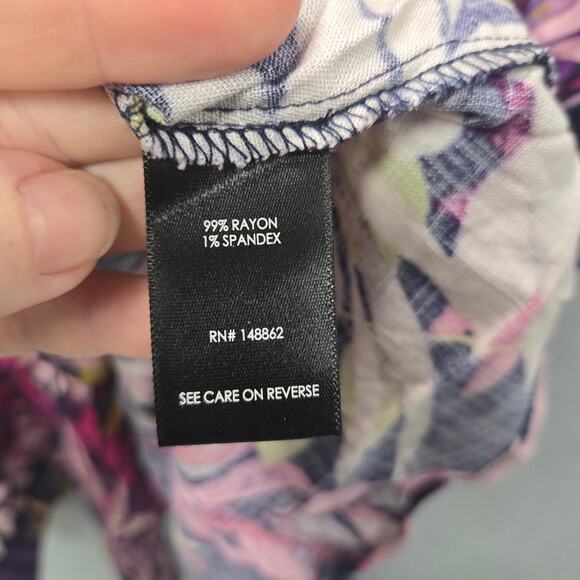 99% RAYON
1% SPANDEX
RN# 148862
SEE CARE ON REVERSE